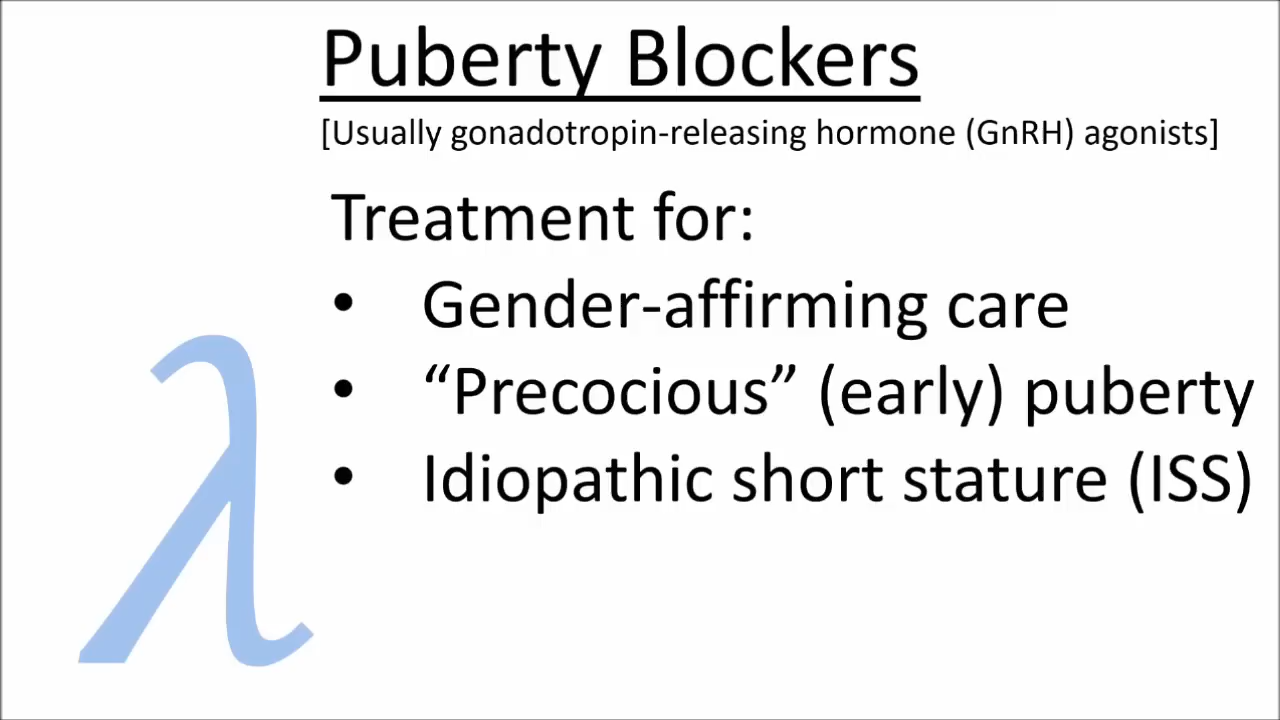 Puberty Blockers
[Usually gonadotropin-releasing hormone (GnRH) agonists]
Treatment for:
• Gender-affirming care
• “Precocious” (early) puberty
• Idiopathic short stature (ISS)
λ